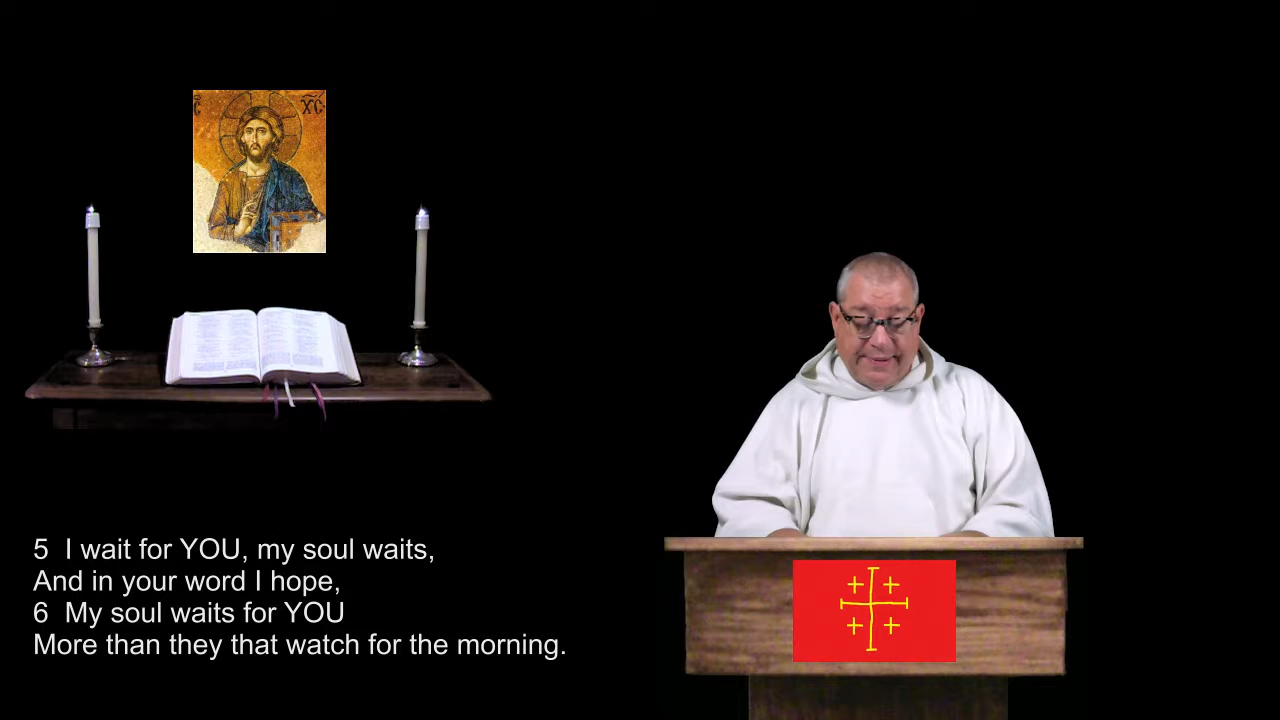 XC
5 I wait for YOU, my soul waits,
And in your word I hope,
6 My soul waits for YOU
More than they that watch for the morning.